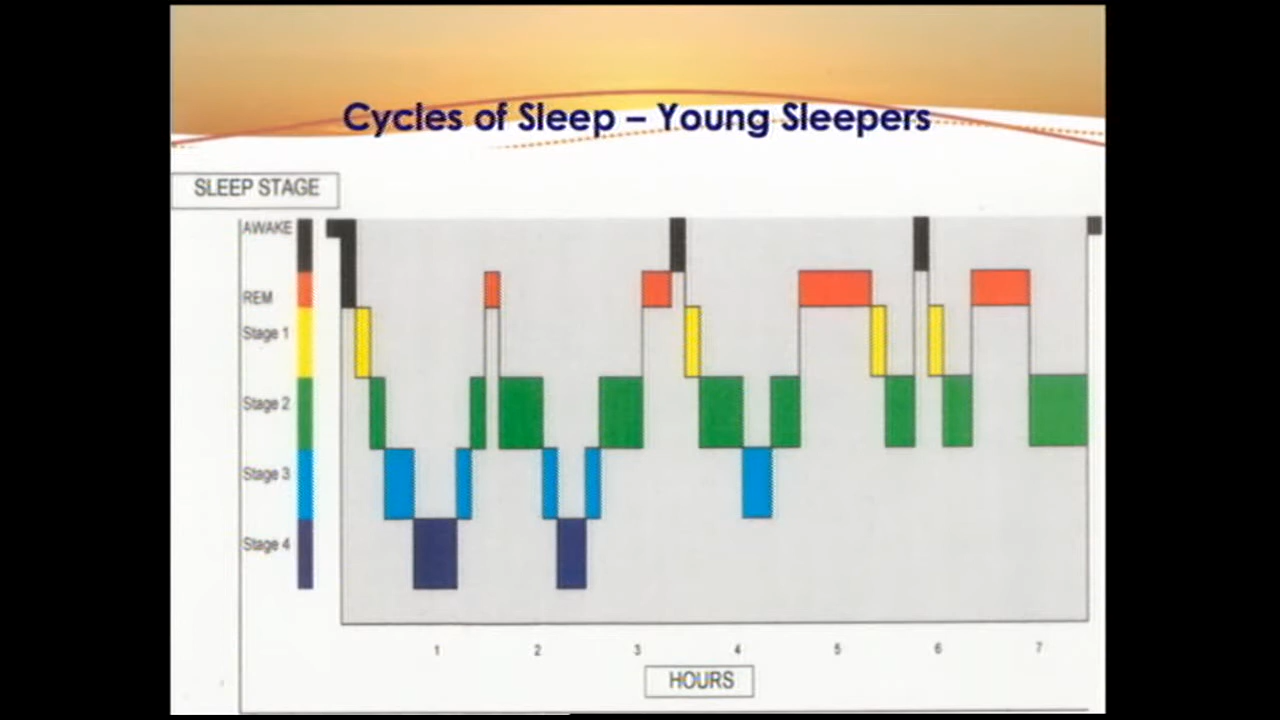 Cycles of Sleep – Young Sleepers
SLEEP STAGE
AWAKE
REM
Stage 1
Stage 2
Stage 3
Stage 4
1 2 3 4 5 6 7
HOURS